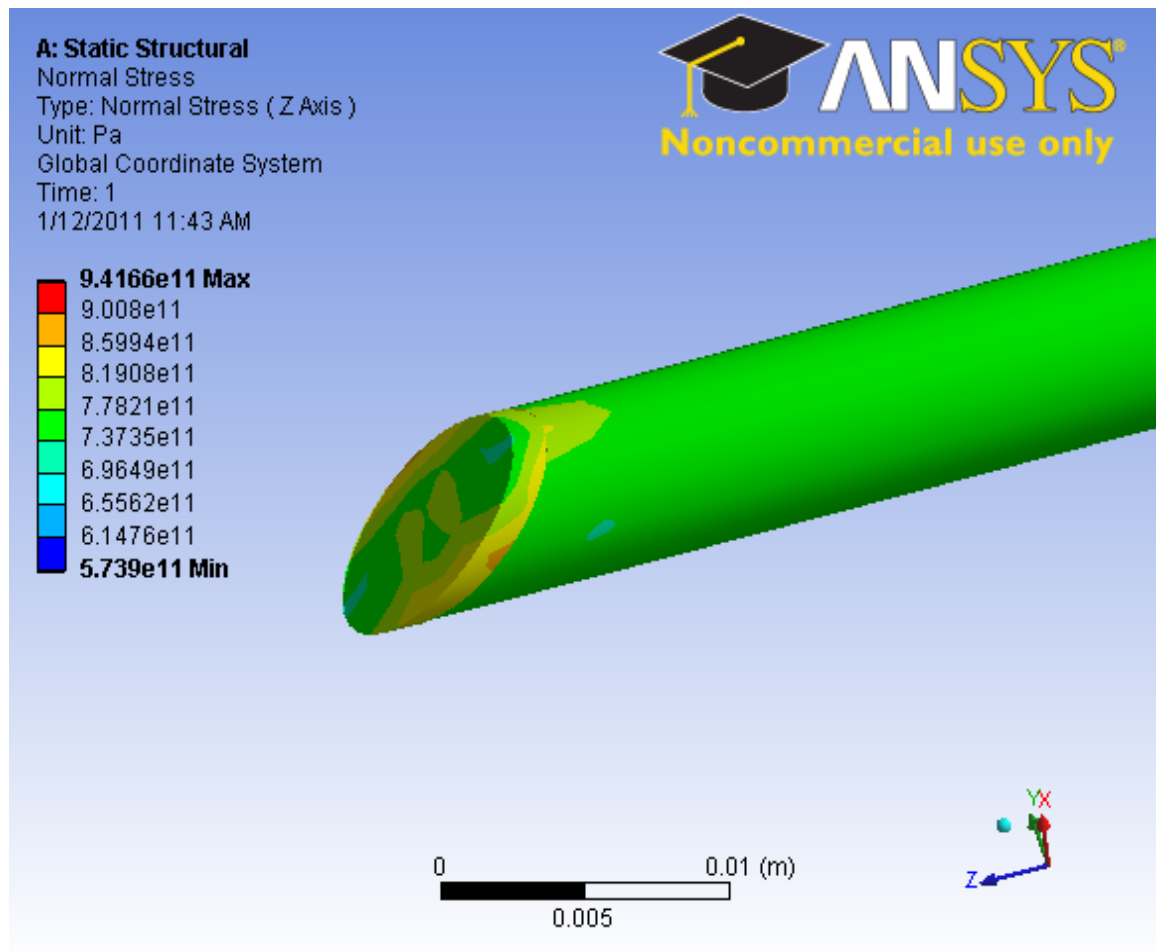 A: Static Structural
Normal Stress
Type: Normal Stress ( Z Axis )
Unit: Pa
Global Coordinate System
Time: 1
1/12/2011 11:43 AM
ANSYS®
Noncommercial use only
9.4166e11 Max
9.008e11
8.5994e11
8.1908e11
7.7821e11
7.3735e11
6.9649e11
6.5562e11
6.1476e11
5.739e11 Min
0 0.01 (m)
0.005
Y X
Z